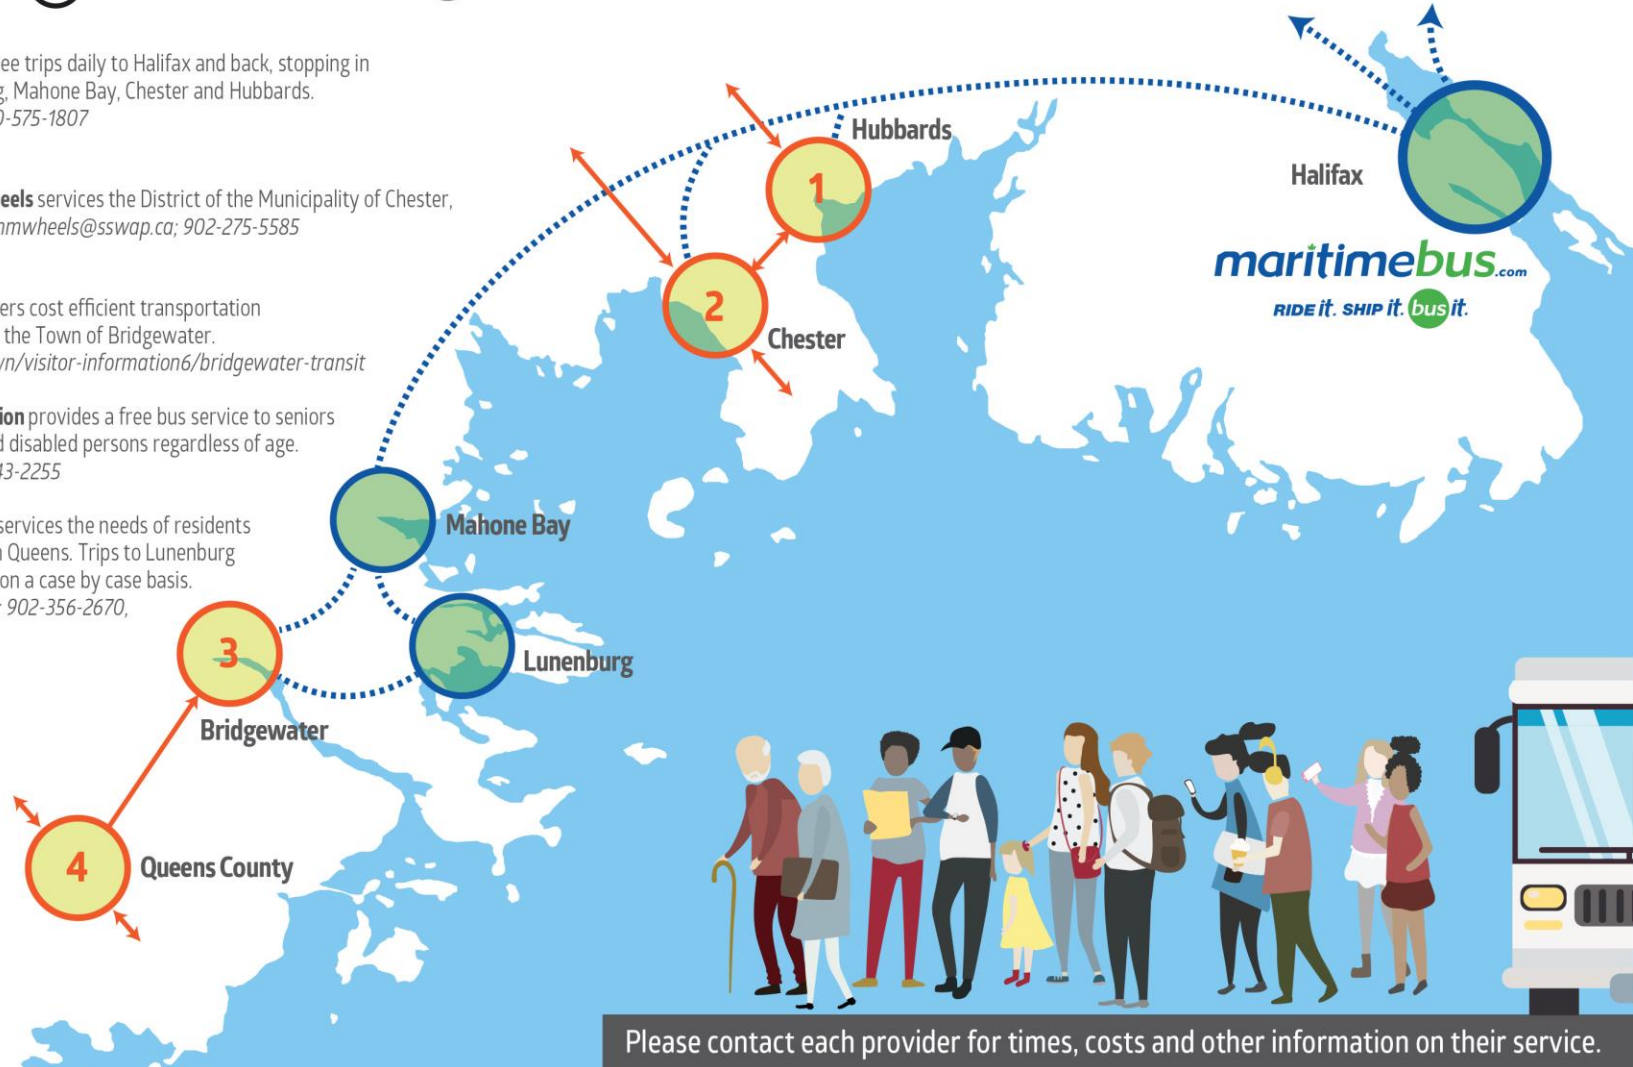 ee trips daily to Halifax and back, stopping in
g, Mahone Bay, Chester and Hubbards.
0-575-1807
eels services the District of the Municipality of Chester,
mwheels@sswap.ca; 902-275-5585
ers cost efficient transportation
the Town of Bridgewater.
vn/visitor-information6/bridgewater-transit
ion provides a free bus service to seniors
d disabled persons regardless of age.
43-2255
services the needs of residents
n Queens. Trips to Lunenburg
on a case by case basis.
: 902-356-2670,
Hubbards
1
Halifax
maritimebus.com
RIDE it. SHIP it. bus it.
2
Chester
Mahone Bay
3
Lunenburg
Bridgewater
4
Queens County
Please contact each provider for times, costs and other information on their service.